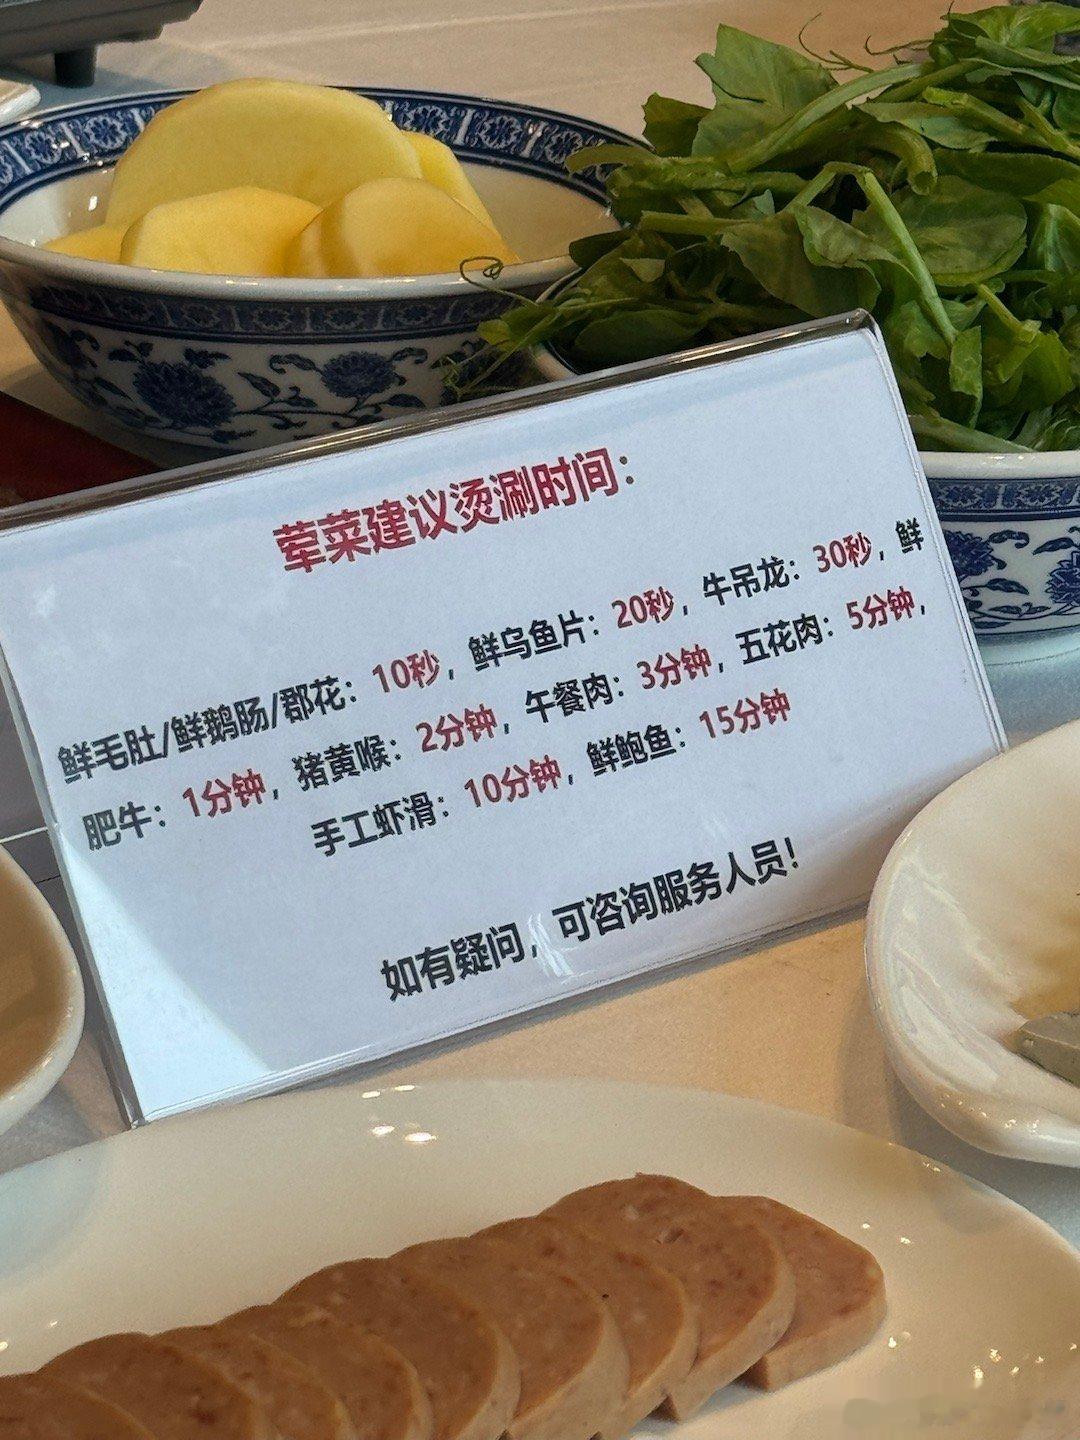 荤菜建议烫涮时间：
鲜毛肚/鲜鹅肠/郡花：10秒，鲜乌鱼片：20秒，牛吊龙：30秒，鲜
肥牛：1分钟，猪黄喉：2分钟，午餐肉：3分钟，五花肉：5分钟，
手工虾滑：10分钟，鲜鲍鱼：15分钟
如有疑问，可咨询服务人员！